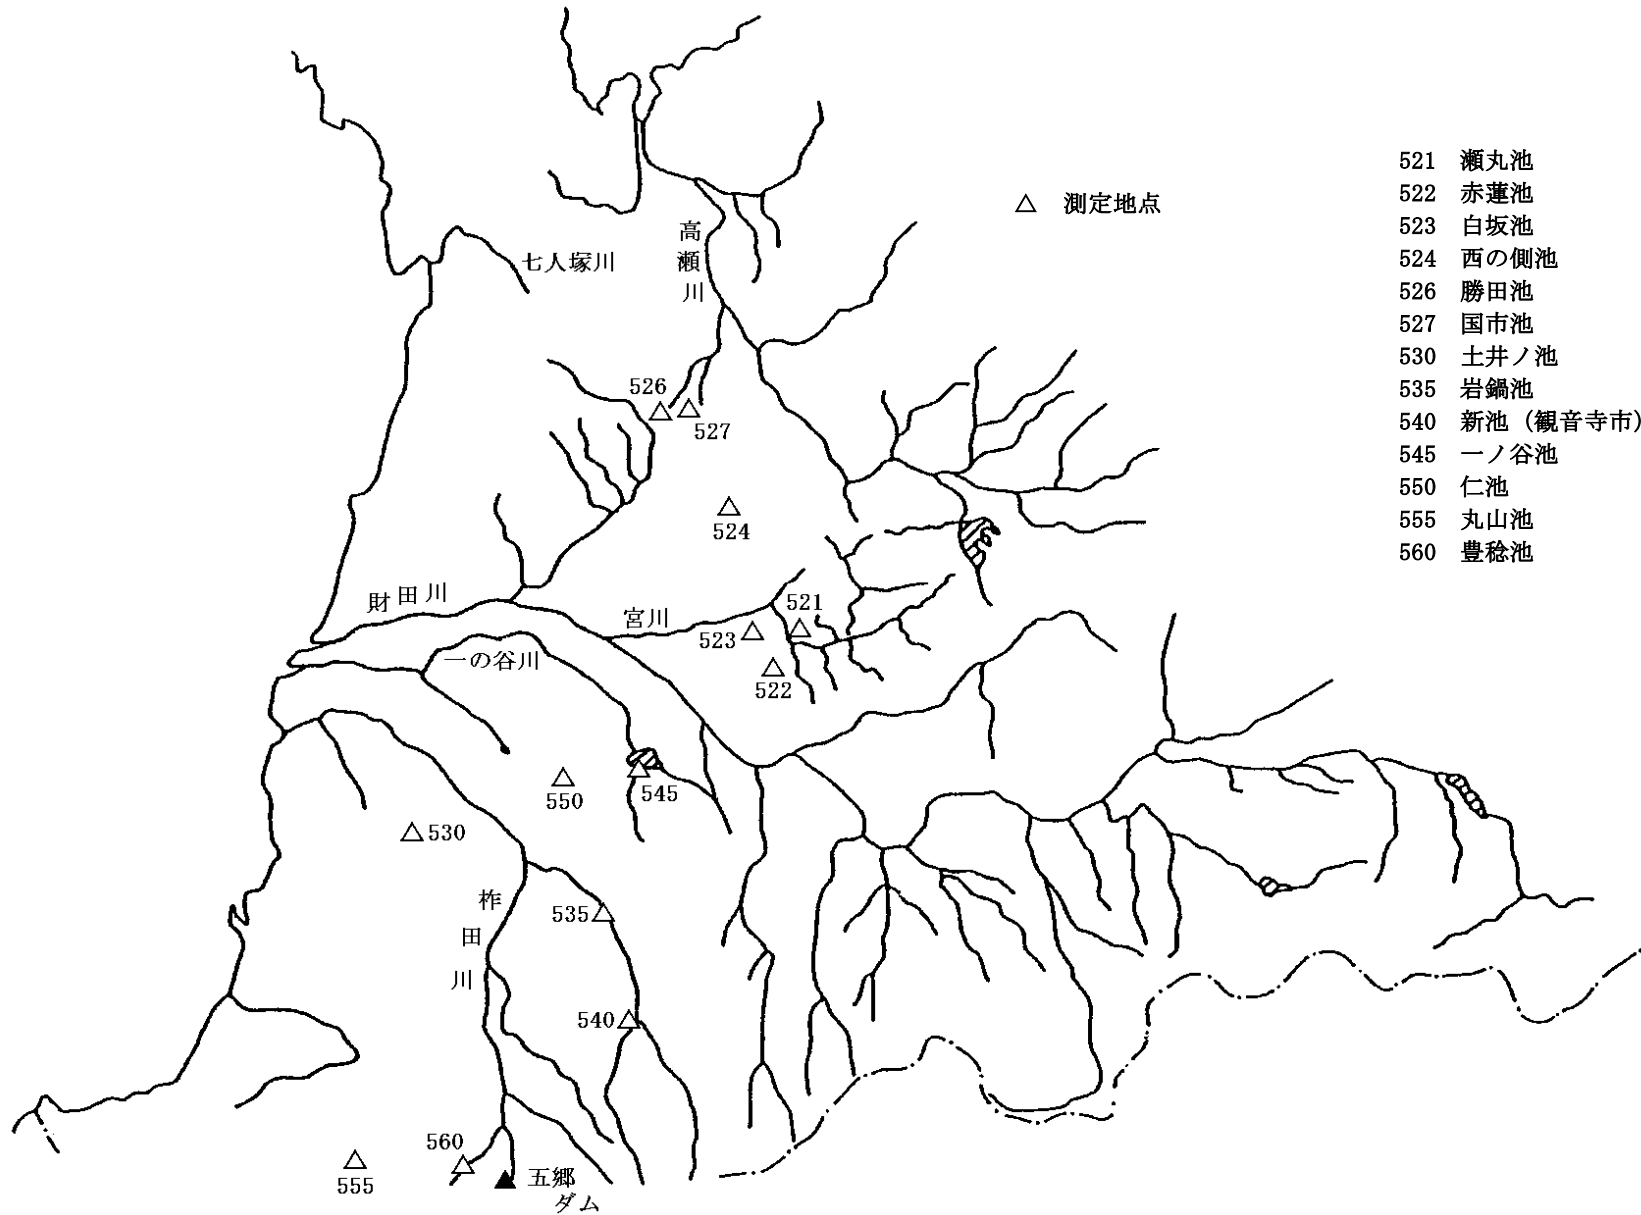 521 瀬丸池
522 赤蓮池
523 白坂池
524 西の側池
526 勝田池
527 国市池
530 土井ノ池
535 岩鍋池
540 新池（観音寺市）
545 一ノ谷池
550 仁池
555 丸山池
560 豊稔池
△ 測定地点
高瀬川
七人塚川
526
527
524
財田川
宮川
521
523
522
一の谷川
545
550
530
柞田川
535
540
560
555
五郷
ダム